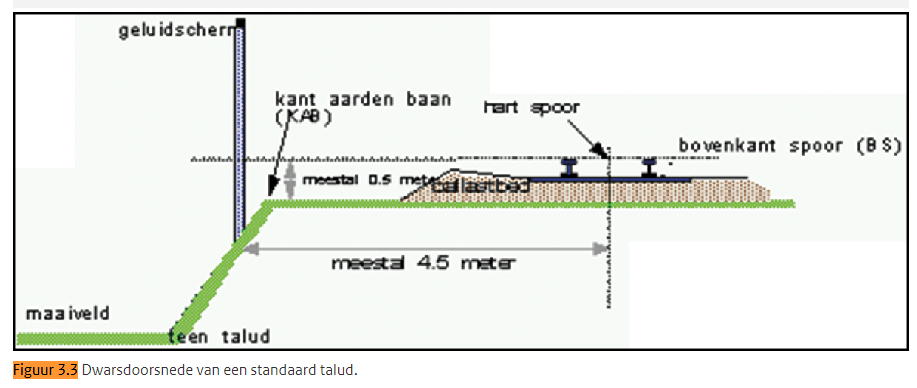 geluidscherm
kant aarden baan
(KAB)
hart spoor
bovenkant spoor (BS)
meestal 0.5 meter
ballastbed
meestal 4.5 meter
maaiveld
teen talud
Figuur 3.3 Dwarsdoorsnede van een standaard talud.